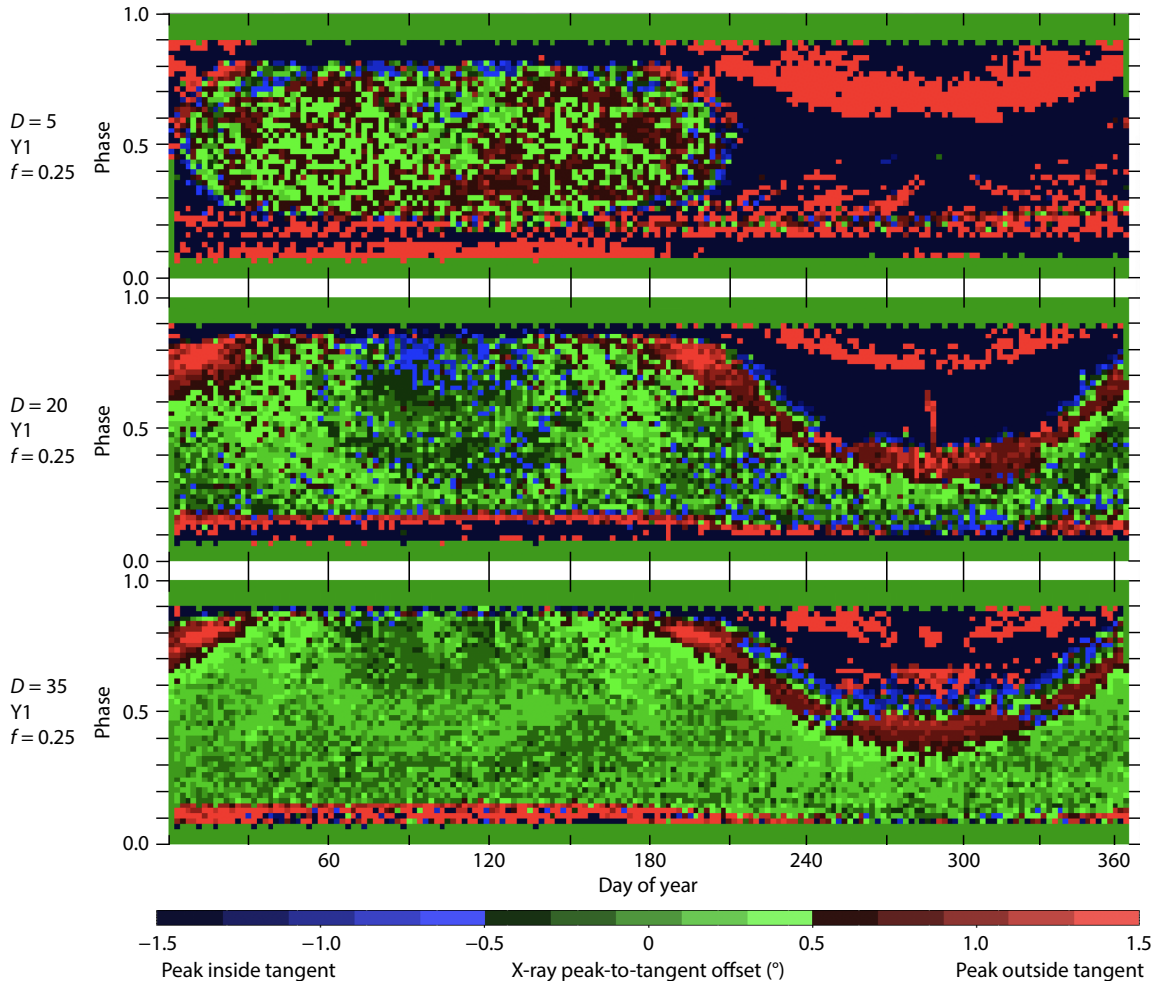 1.0
D = 5
Y1
f = 0.25
Phase
0.5
0.0
1.0
D = 20
Y1
f = 0.25
Phase
0.5
0.0
1.0
D = 35
Y1
f = 0.25
Phase
0.5
0.0
60 120 180 240 300 360
Day of year
−1.5 −1.0 −0.5 0 0.5 1.0 1.5
Peak inside tangent X-ray peak-to-tangent offset (°) Peak outside tangent